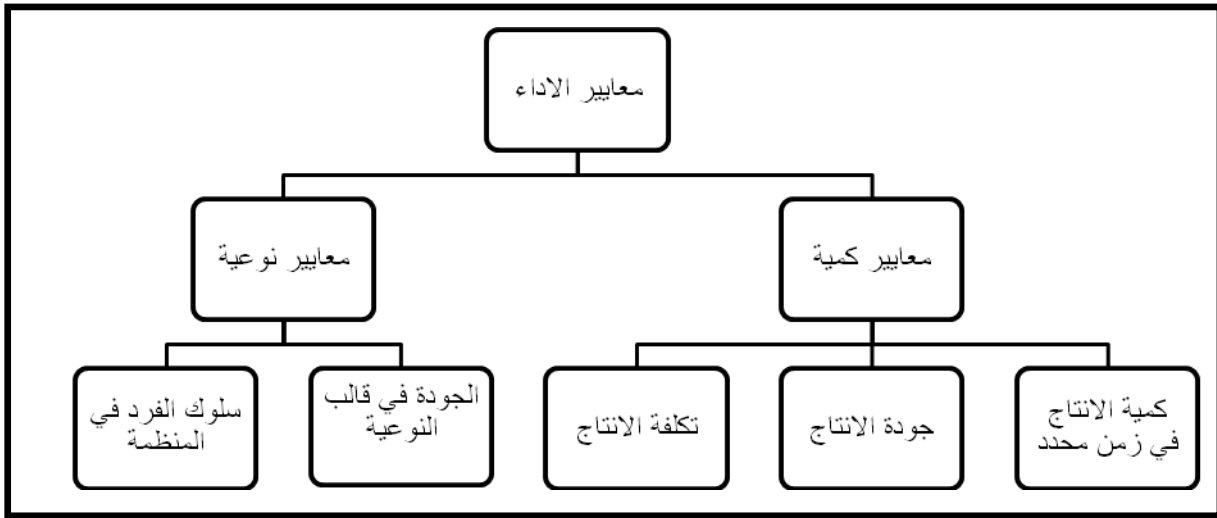 معايير الاداء
معايير كمية
معايير نوعية
كمية الانتاج
في زمن محدد
جودة الانتاج
تكلفة الانتاج
الجودة في قالب
النوعية
سلوك الفرد في
المنظمة